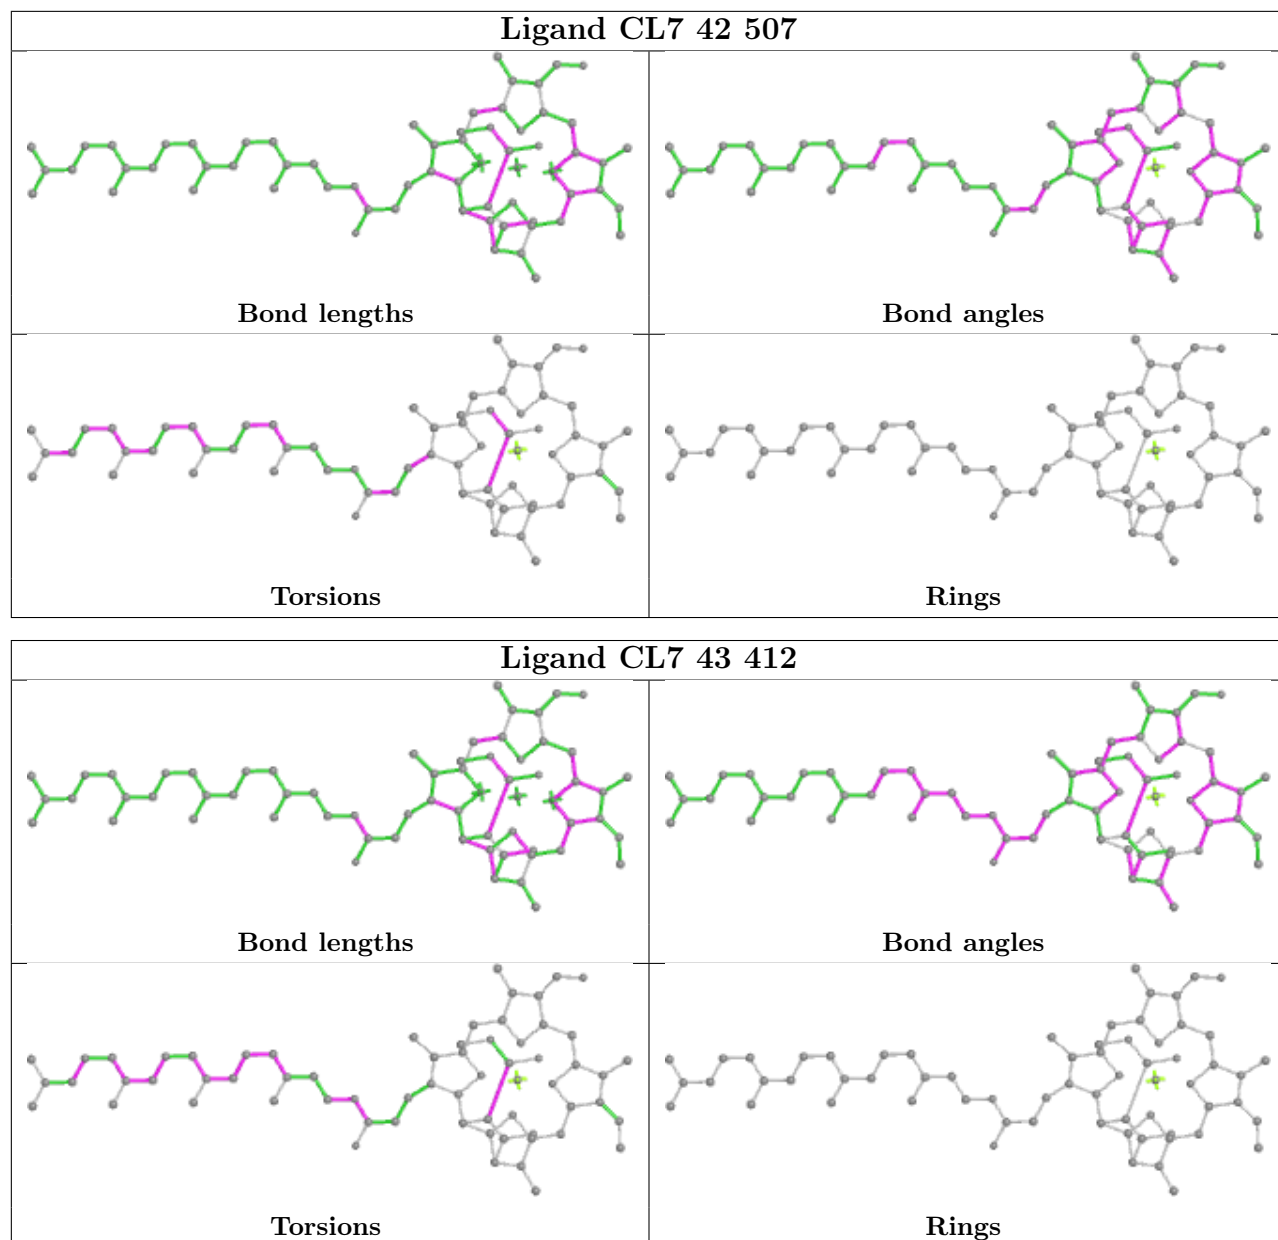 Ligand CL7 42 507
Bond lengths
Bond angles
Torsions
Rings
Ligand CL7 43 412
Bond lengths
Bond angles
Torsions
Rings